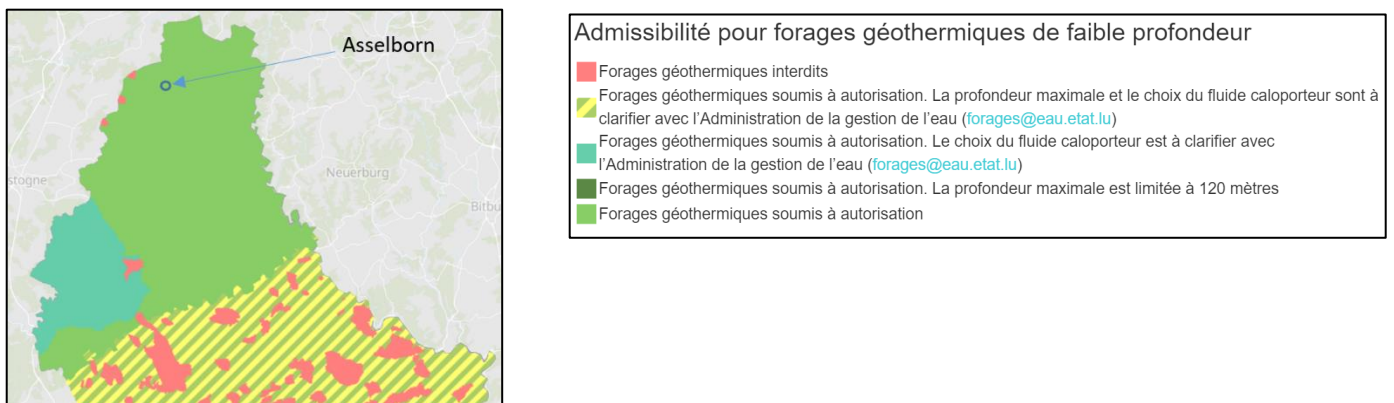 Asselborn
stogne
Neuerburg
Bitbu
Admissibilité pour forages géothermiques de faible profondeur
Forages géothermiques interdits
Forages géothermiques soumis à autorisation. La profondeur maximale et le choix du fluide caloporteur sont à
clarifier avec l'Administration de la gestion de l'eau (forages@eau.etat.lu)
Forages géothermiques soumis à autorisation. Le choix du fluide caloporteur est à clarifier avec
l'Administration de la gestion de l'eau (forages@eau.etat.lu)
Forages géothermiques soumis à autorisation. La profondeur maximale est limitée à 120 mètres
Forages géothermiques soumis à autorisation